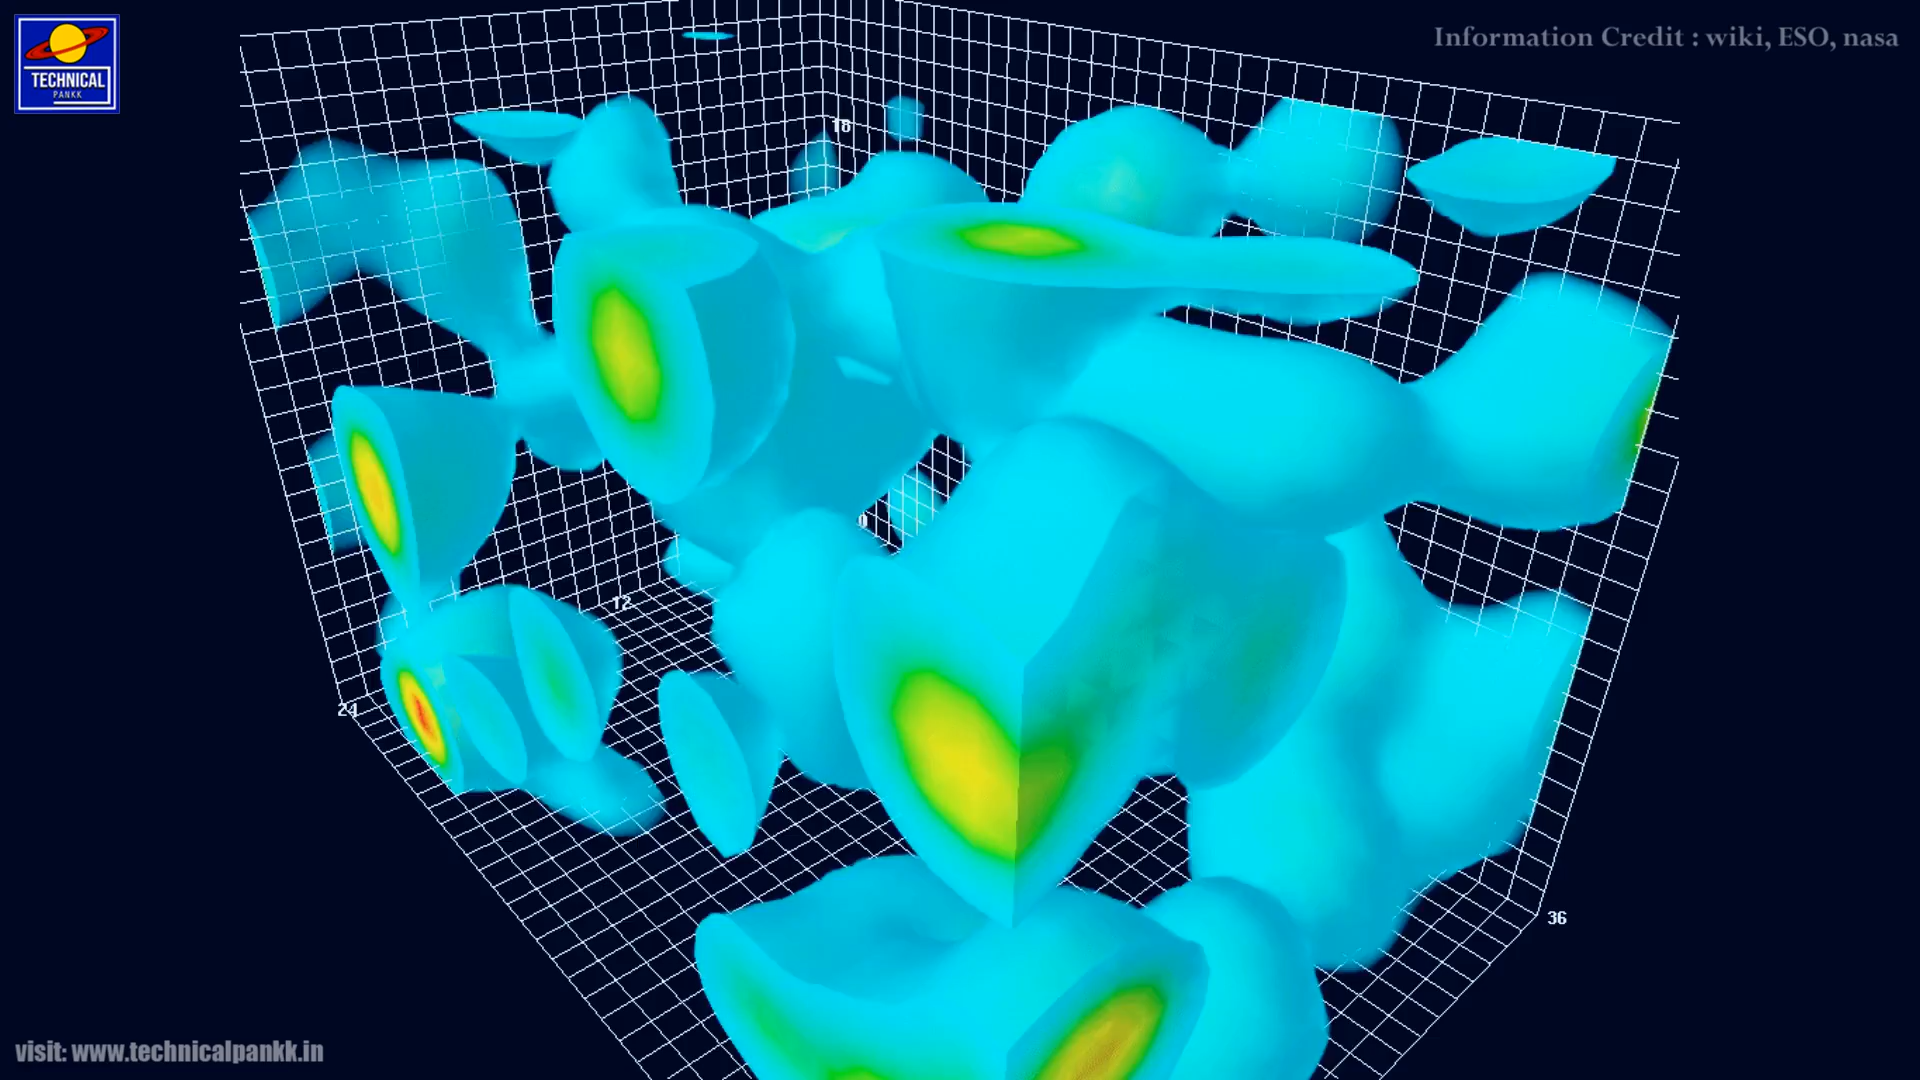 TECHNICAL
PANKK
Information Credit : wiki, ESO, nasa
18
0
12
24
36
visit: www.technicalpankk.in